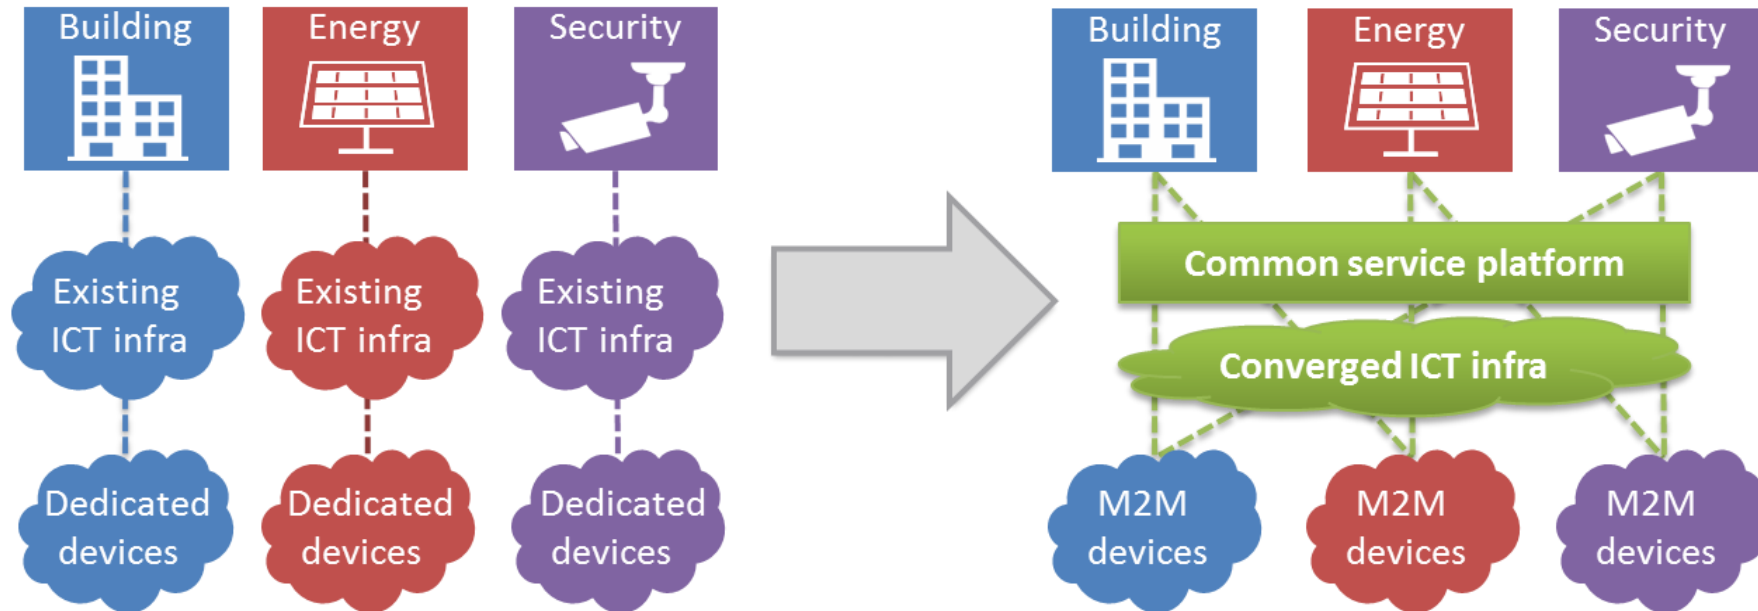 Building
Energy
Security
Existing
ICT infra
Existing
ICT infra
Existing
ICT infra
Dedicated
devices
Dedicated
devices
Dedicated
devices
Building
Energy
Security
Common service platform
Converged ICT infra
M2M
devices
M2M
devices
M2M
devices